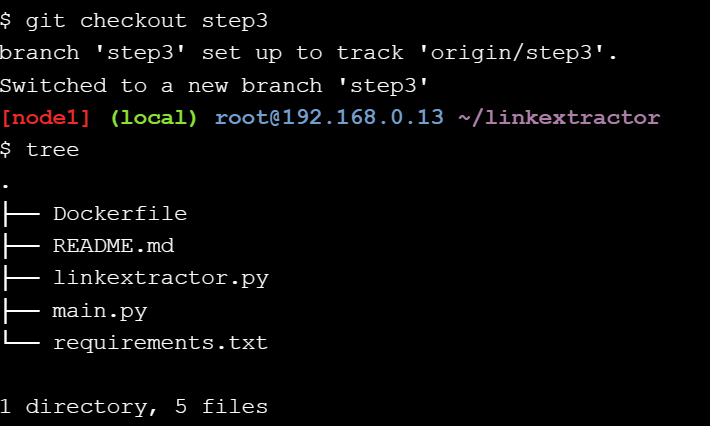 $ git checkout step3
branch 'step3' set up to track 'origin/step3'.
Switched to a new branch 'step3'
[node1] (local) root@192.168.0.13 ~/linkextractor
$ tree
.
├── Dockerfile
├── README.md
├── linkextractor.py
├── main.py
└── requirements.txt

1 directory, 5 files